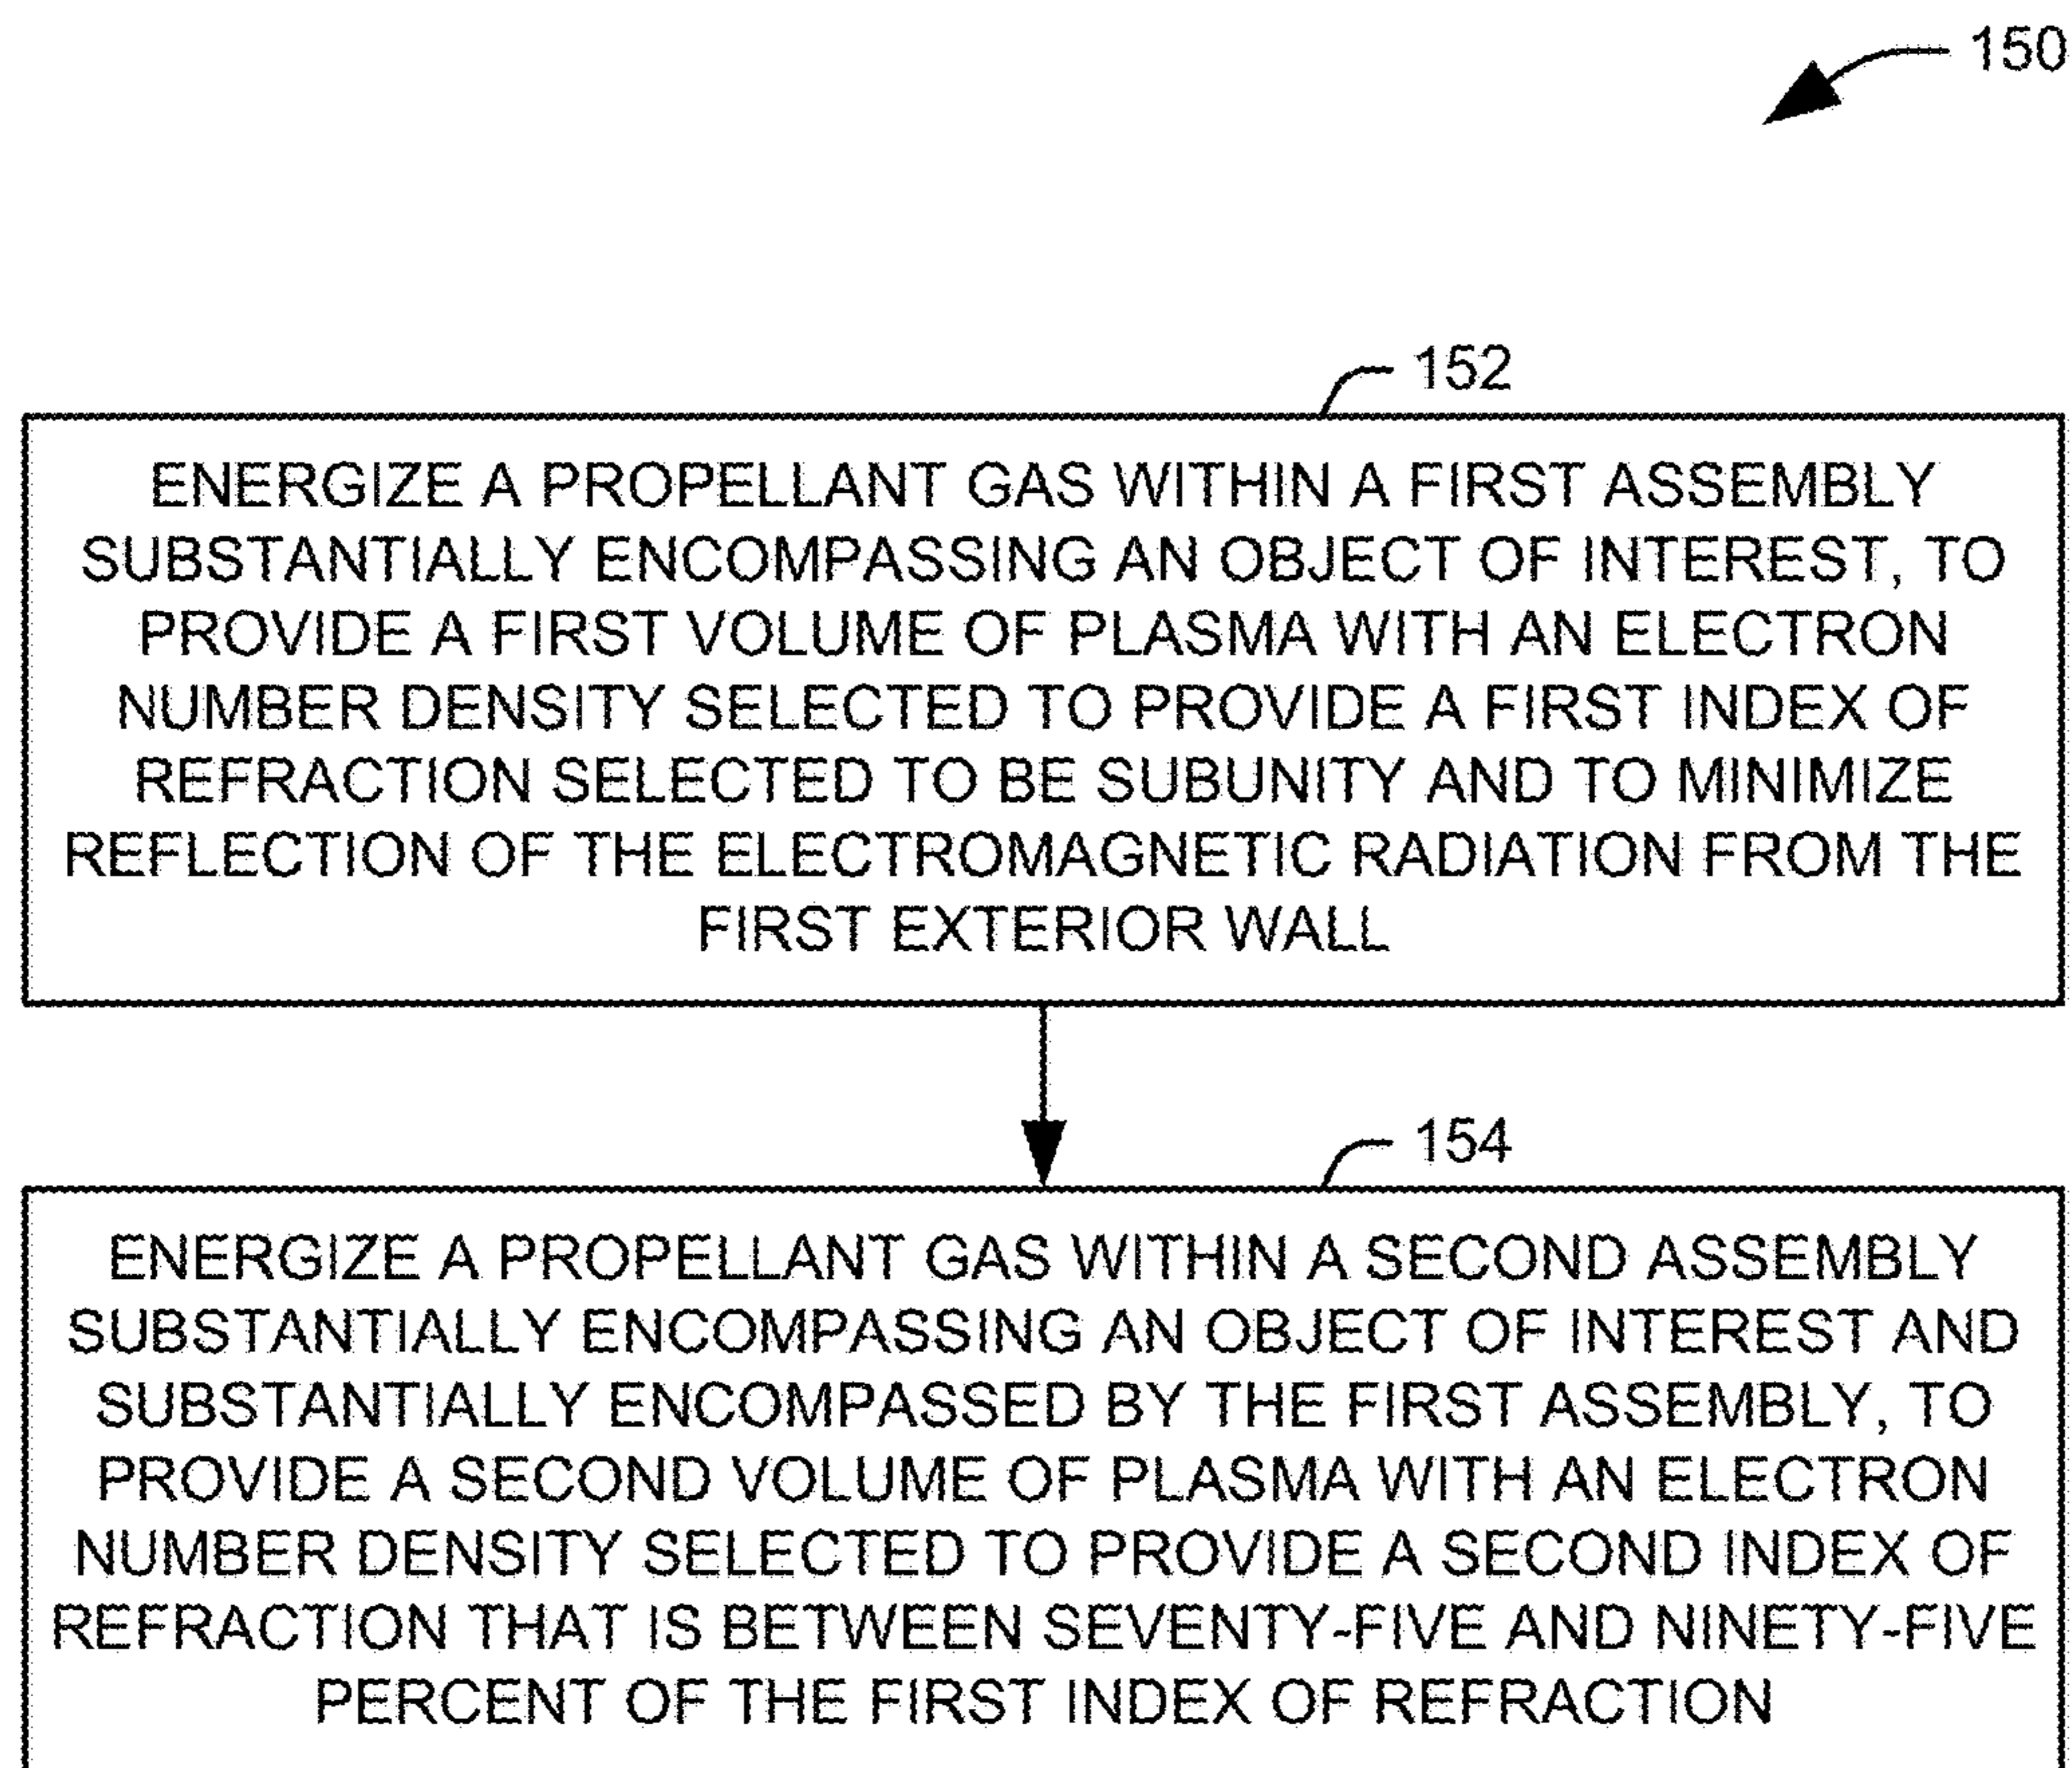 150
152
ENERGIZE A PROPELLANT GAS WITHIN A FIRST ASSEMBLY
SUBSTANTIALLY ENCOMPASSING AN OBJECT OF INTEREST, TO
PROVIDE A FIRST VOLUME OF PLASMA WITH AN ELECTRON
NUMBER DENSITY SELECTED TO PROVIDE A FIRST INDEX OF
REFRACTION SELECTED TO BE SUBUNITY AND TO MINIMIZE
REFLECTION OF THE ELECTROMAGNETIC RADIATION FROM THE
FIRST EXTERIOR WALL
154
ENERGIZE A PROPELLANT GAS WITHIN A SECOND ASSEMBLY
SUBSTANTIALLY ENCOMPASSING AN OBJECT OF INTEREST AND
SUBSTANTIALLY ENCOMPASSED BY THE FIRST ASSEMBLY, TO
PROVIDE A SECOND VOLUME OF PLASMA WITH AN ELECTRON
NUMBER DENSITY SELECTED TO PROVIDE A SECOND INDEX OF
REFRACTION THAT IS BETWEEN SEVENTY-FIVE AND NINETY-FIVE
PERCENT OF THE FIRST INDEX OF REFRACTION